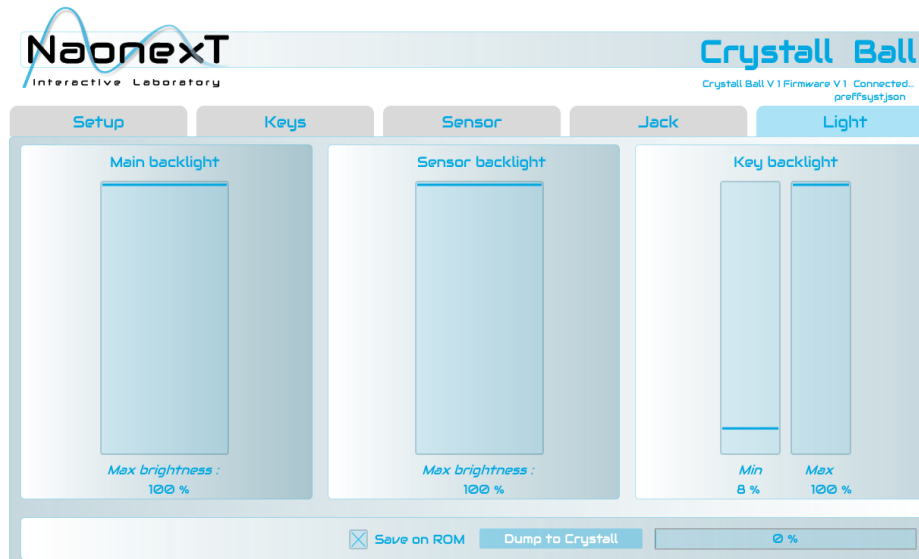 NaonexT
Interactive Laboratory
Crystall Ball
Crystall Ball V 1 Firmware V 1 Connected...
preffsyst.json
Setup
Keys
Sensor
Jack
Light
Main backlight
Sensor backlight
Key backlight
Max brightness :
100 %
Max brightness :
100 %
Min
Max
8 %
100 %
Save on ROM
Dump to Crystall
0 %